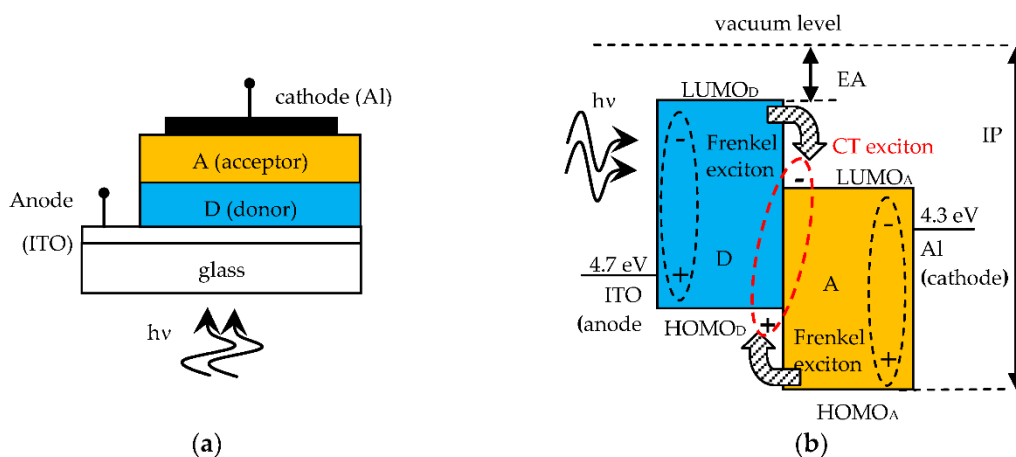 cathode (Al)
A (acceptor)
D (donor)
Anode
(ITO)
glass
hν
(a)
vacuum level
EA
IP
LUMOD
hν
Frenkel
exciton
CT exciton
-
-
LUMOA
4.3 eV
-
Al
(cathode)
D
A
4.7 eV
+
ITO
(anode
HOMOD
+
Frenkel
exciton
+
HOMOA
(b)